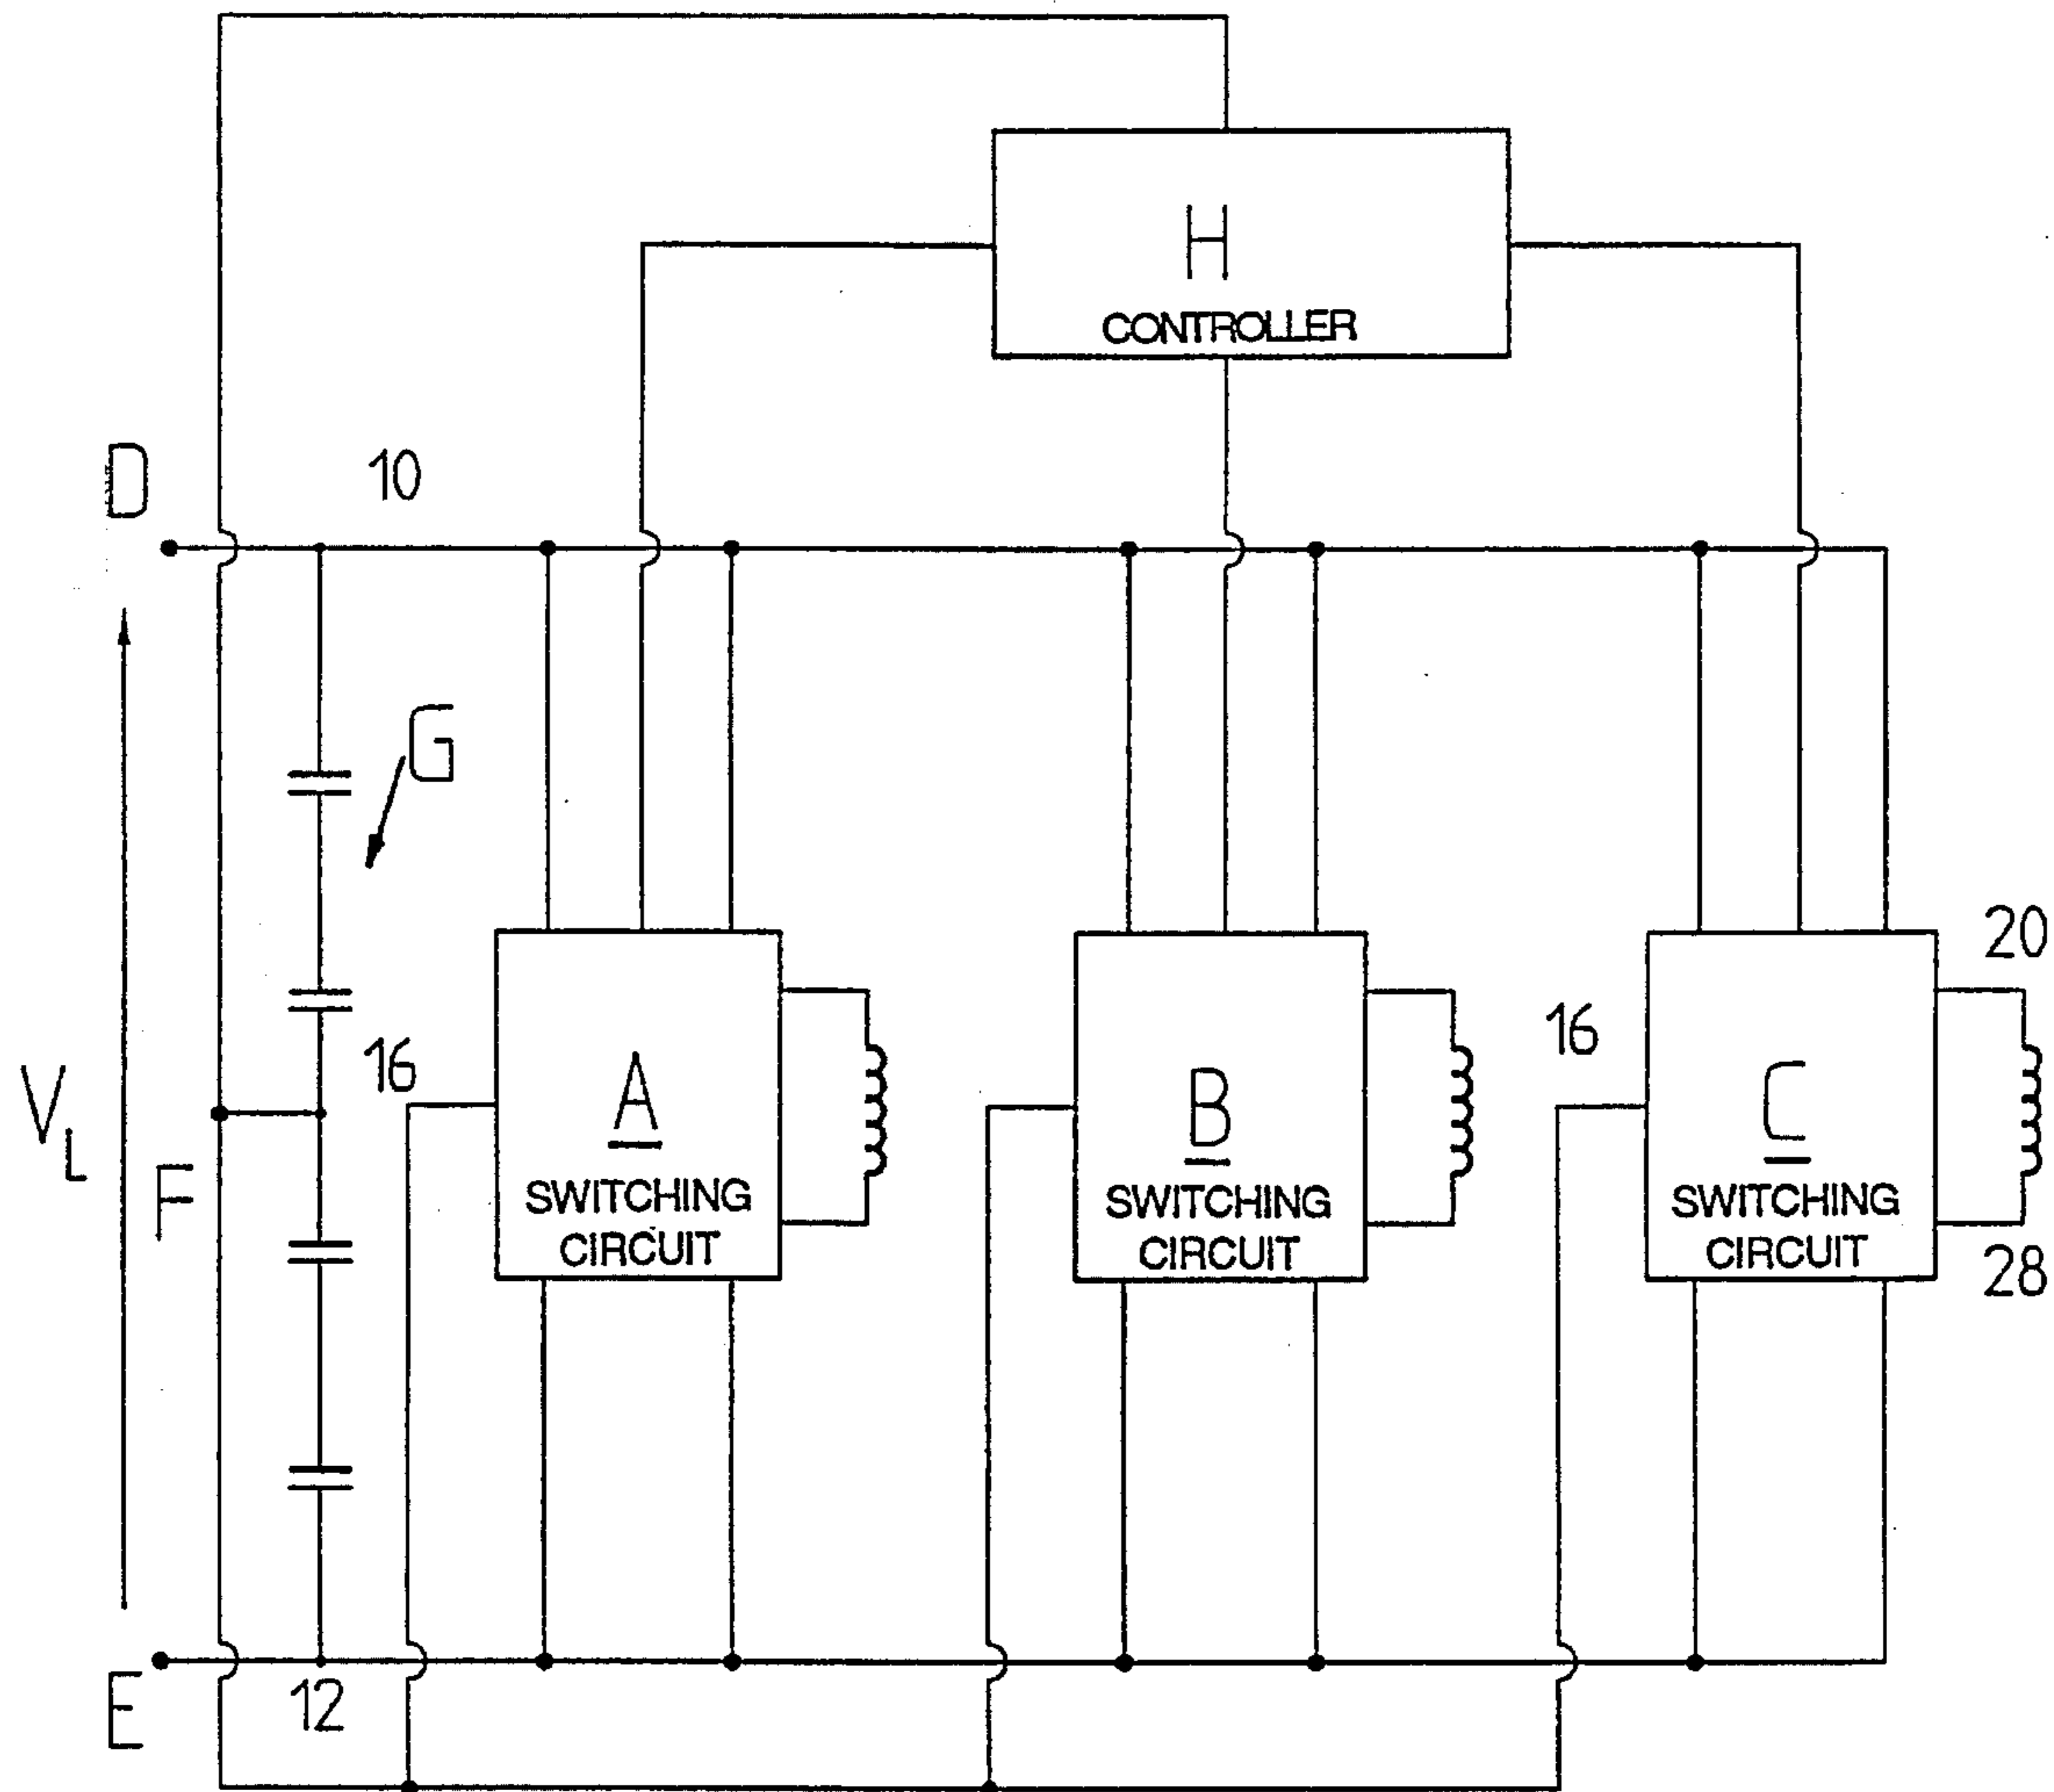 H
CONTROLLER
D
10
G
20
16
16
V_L
A
B
C
F
SWITCHING
CIRCUIT
SWITCHING
CIRCUIT
SWITCHING
CIRCUIT
28
E
12